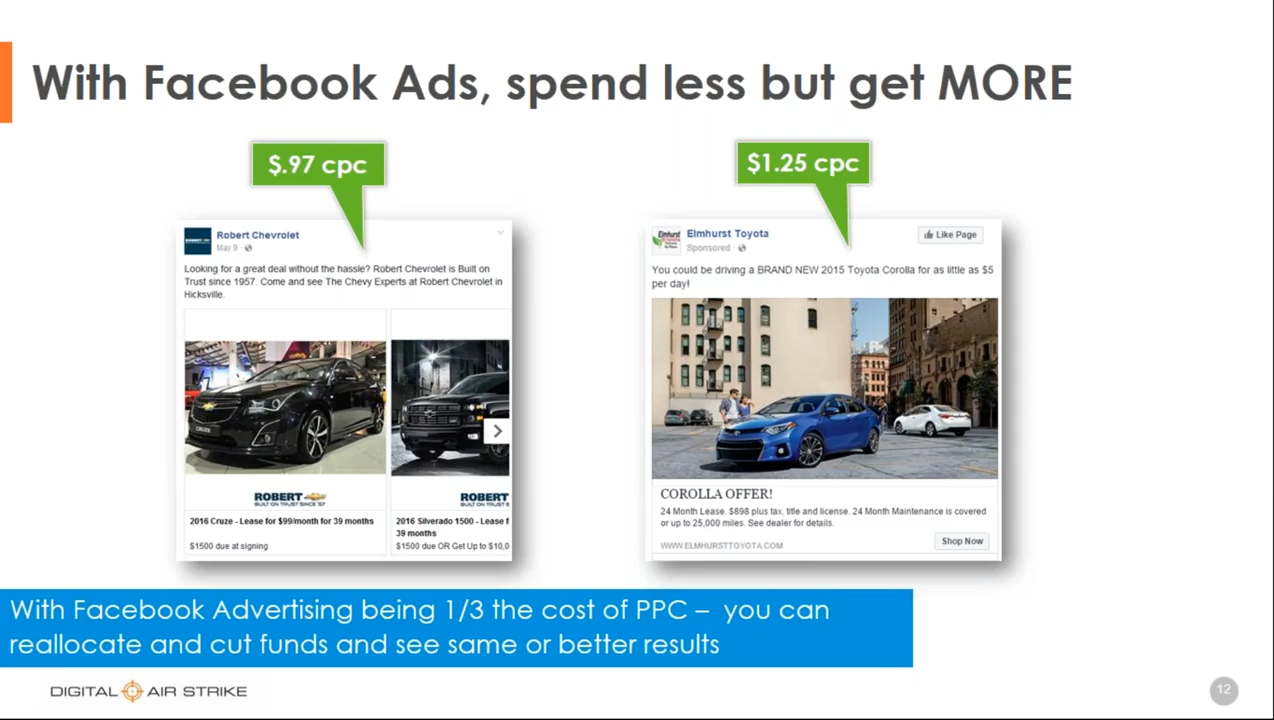 With Facebook Ads, spend less but get MORE
$.97 cpc
$1.25 cpc
Robert Chevrolet
May 9 ·
Looking for a great deal without the hassle? Robert Chevrolet is Built on
Trust since 1957. Come and see The Chevy Experts at Robert Chevrolet in
Hicksville.
CRUZE
ROBERT
BUILT ON TRUST SINCE '57
ROBERT
BUILT ON TRUST
2016 Cruze - Lease for $99/month for 39 months
$1500 due at signing
2016 Silverado 1500 - Lease f
39 months
$1500 due OR Get Up to $10,0
Elmhurst
Elmhurst Toyota
Sponsored ·
Like Page
You could be driving a BRAND NEW 2015 Toyota Corolla for as little as $5
per day!
COROLLA OFFER!
24 Month Lease. $898 plus tax, title and license. 24 Month Maintenance is covered
or up to 25,000 miles. See dealer for details.
WWW.ELMHURSTTOYOTA.COM
Shop Now
With Facebook Advertising being 1/3 the cost of PPC – you can
reallocate and cut funds and see same or better results
DIGITAL AIR STRIKE
12